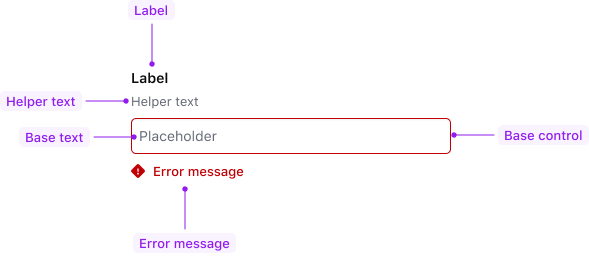 Label
Label
Helper text
Helper text
Base text
Placeholder
Base control
! Error message
Error message